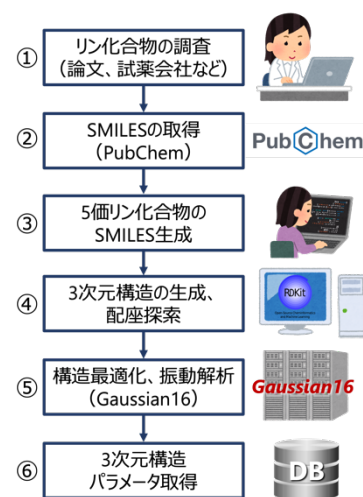 ①
リン化合物の調査
（論文、試薬会社など）
②
SMILESの取得
（PubChem）
PubChem
③
5価リン化合物の
SMILES生成
④
3次元構造の生成、
配座探索
RDKit
⑤
構造最適化、振動解析
（Gaussian16）
Gaussian16
⑥
3次元構造
パラメータ取得
DB